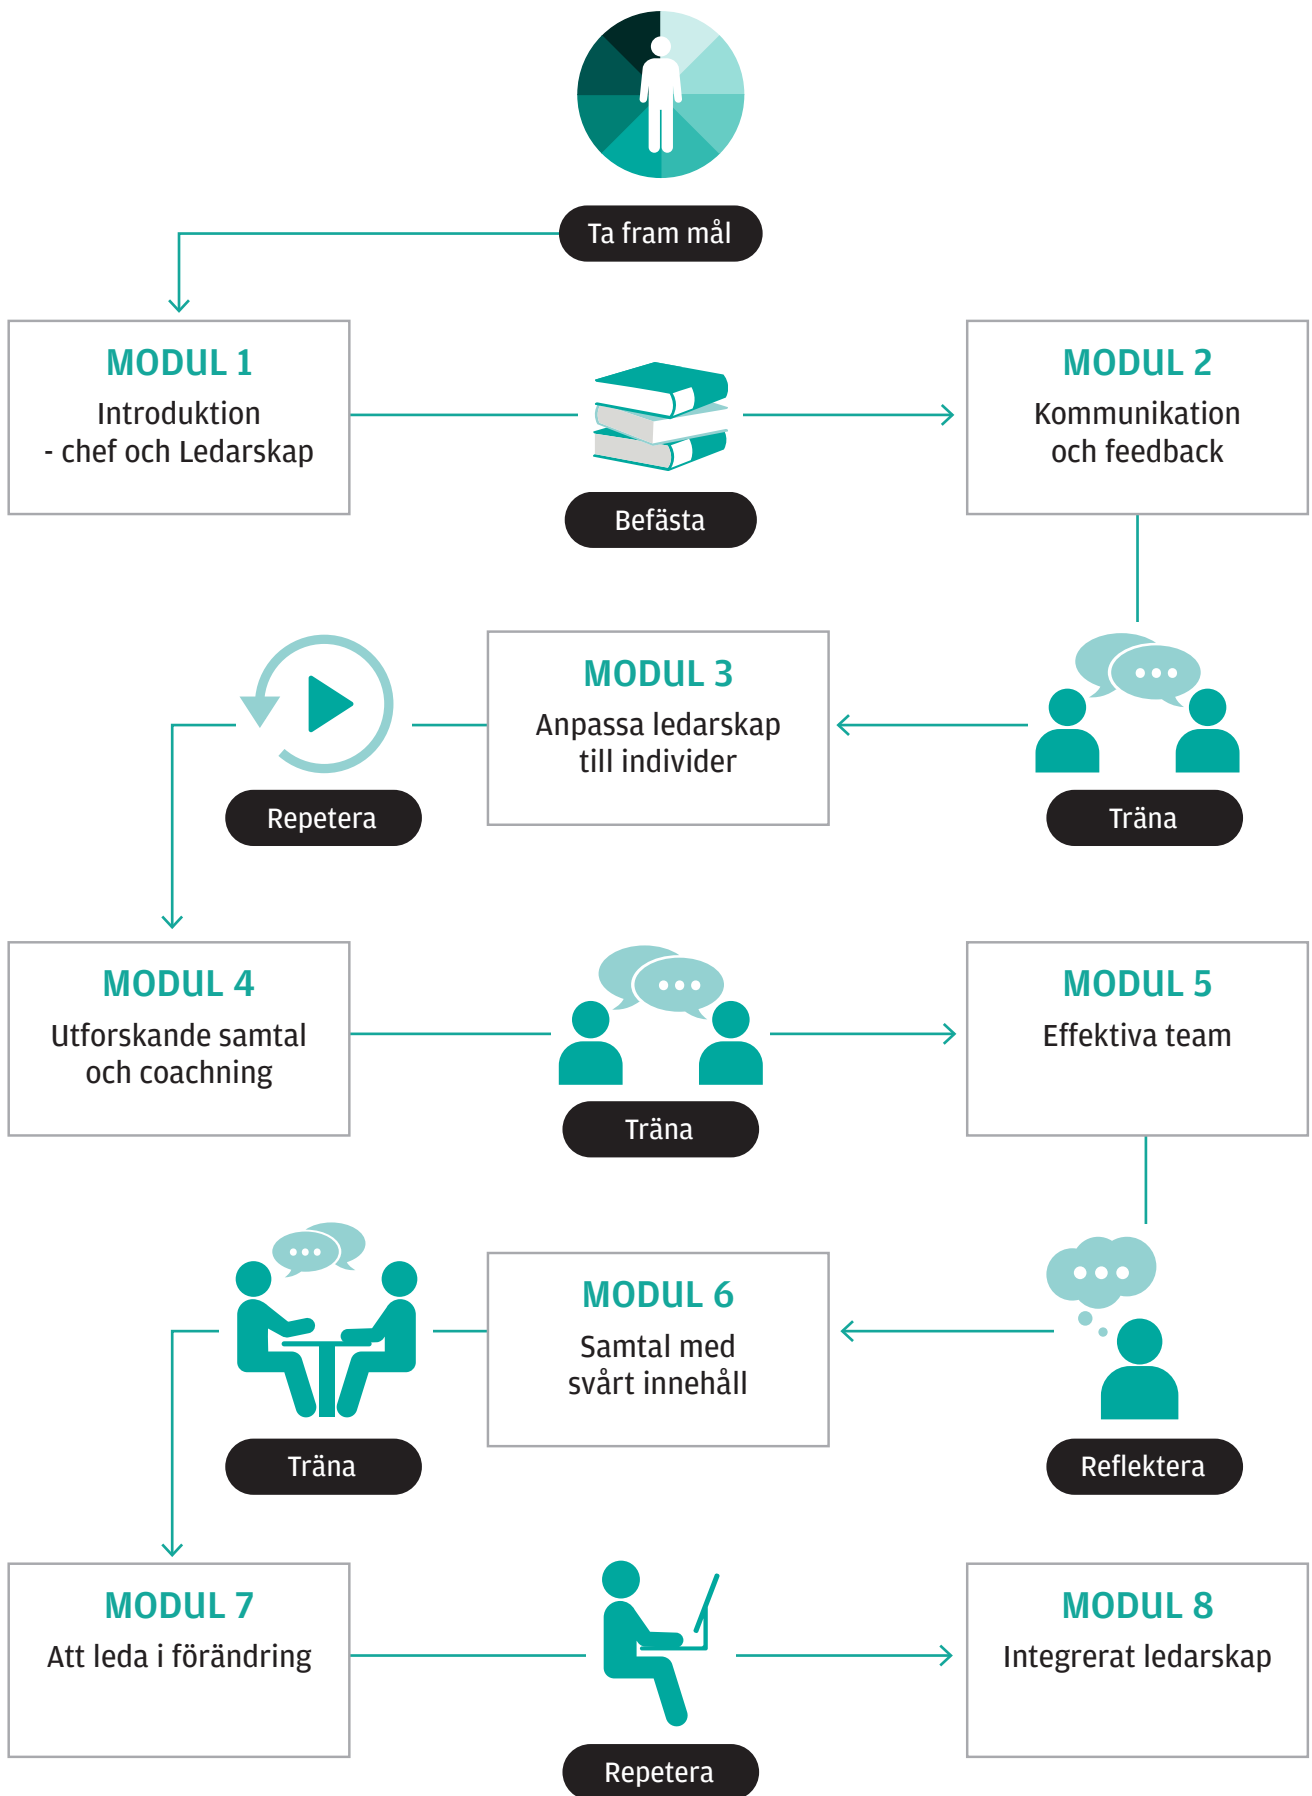 Ta fram mål
MODUL 1
Introduktion
- chef och Ledarskap
Befästa
MODUL 2
Kommunikation
och feedback
Träna
MODUL 3
Anpassa ledarskap
till individer
Repetera
MODUL 4
Utforskande samtal
och coachning
Träna
MODUL 5
Effektiva team
Reflektera
MODUL 6
Samtal med
svårt innehåll
Träna
MODUL 7
Att leda i förändring
Repetera
MODUL 8
Integrerat ledarskap